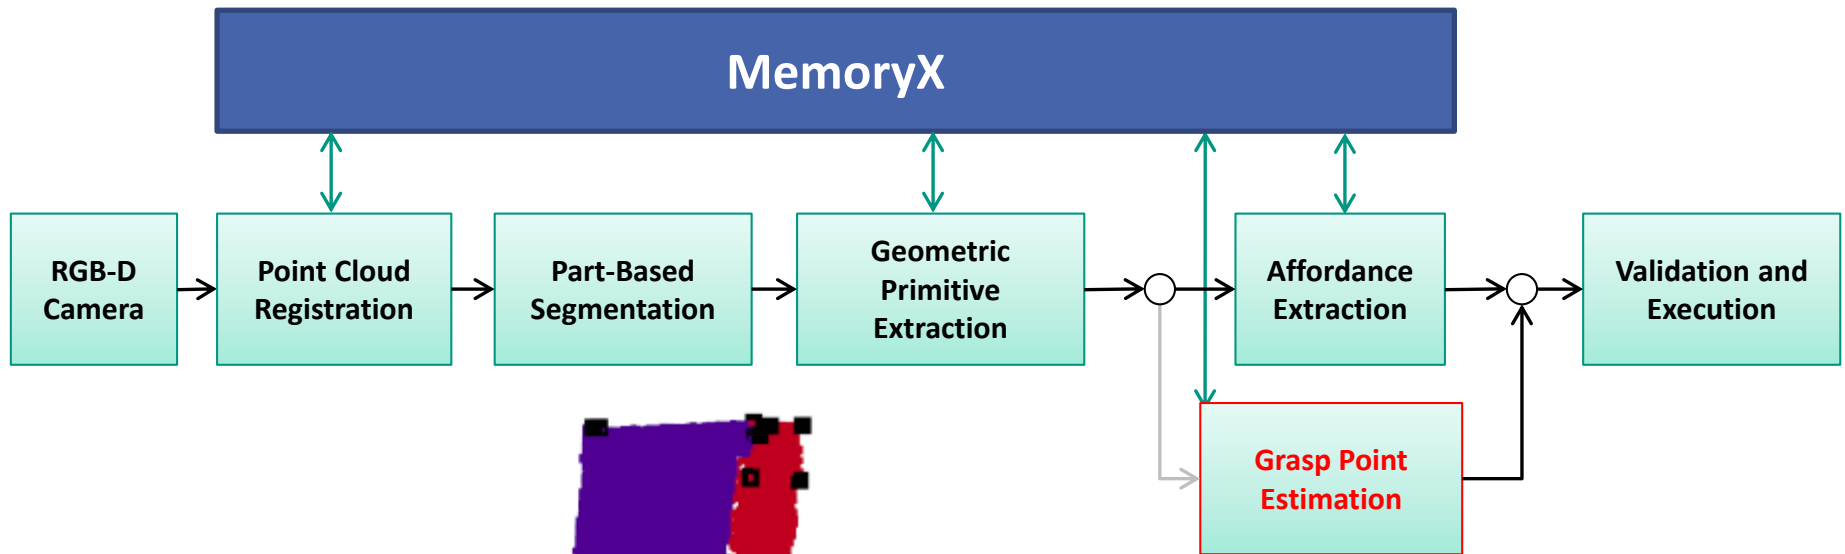 MemoryX
RGB-D
Camera
Point Cloud
Registration
Part-Based
Segmentation
Geometric
Primitive
Extraction
Affordance
Extraction
Validation and
Execution
Grasp Point
Estimation